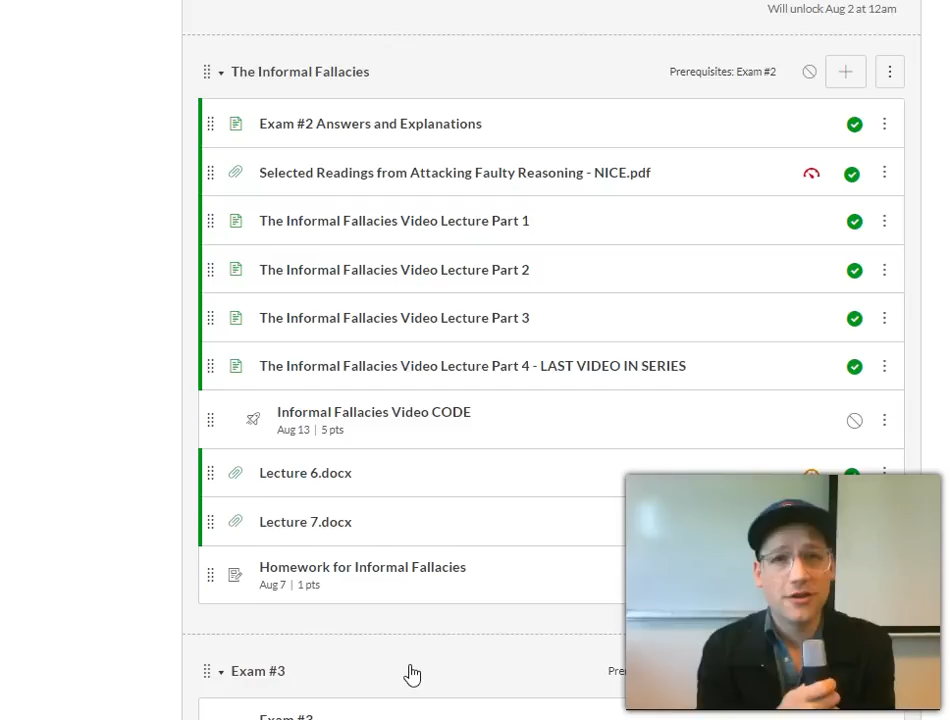 Will unlock Aug 2 at 12am
The Informal Fallacies
Prerequisites: Exam #2
Exam #2 Answers and Explanations
Selected Readings from Attacking Faulty Reasoning - NICE.pdf
The Informal Fallacies Video Lecture Part 1
The Informal Fallacies Video Lecture Part 2
The Informal Fallacies Video Lecture Part 3
The Informal Fallacies Video Lecture Part 4 - LAST VIDEO IN SERIES
Informal Fallacies Video CODE
Aug 13 | 5 pts
Lecture 6.docx
Lecture 7.docx
Homework for Informal Fallacies
Aug 7 | 1 pts
Exam #3
Exam #3